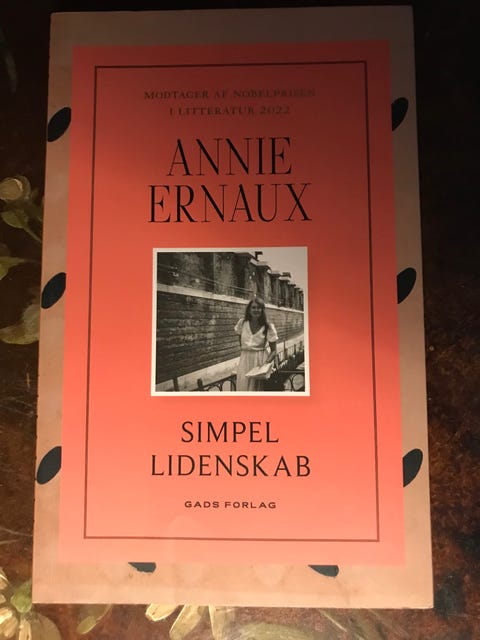 MODTAGER AF NOBELPRISEN
I LITTERATUR 2022
ANNIE
ERNAUX
SIMPEL
LIDENSKAB
GADS FORLAG